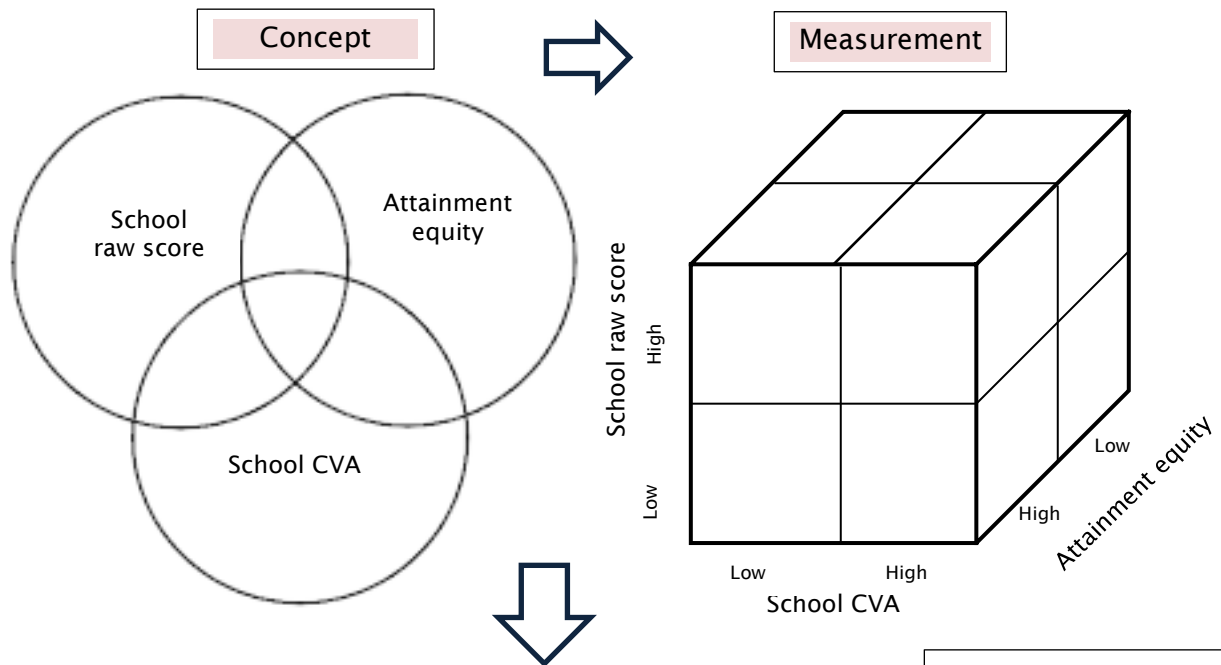 Concept
Measurement
School
raw score
Attainment
equity
School CVA
School raw score
High
Low
Low
High
School CVA
High
Low
Attainment equity